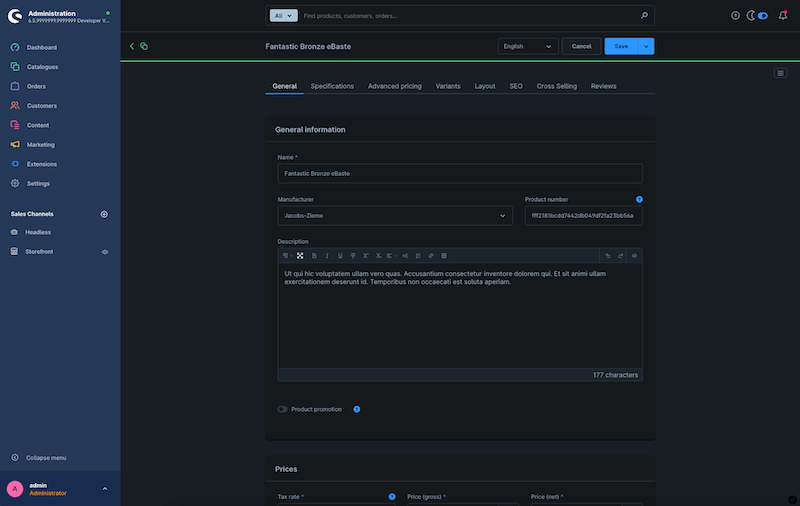 Administration
6.5.9999999.9999999 Developer V...
All
Find products, customers, orders...
Fantastic Bronze eBaste
English
Cancel
Save
Dashboard
Catalogues
Orders
Customers
Content
Marketing
Extensions
Settings
Sales Channels
Headless
Storefront
Collapse menu
A
admin
Administrator
General
Specifications
Advanced pricing
Variants
Layout
SEO
Cross Selling
Reviews
General information
Name *
Fantastic Bronze eBaste
Manufacturer
Product number
Jacobs-Zieme
fff2181bcdd7442db049df2fa23bb56a
Description
Ut qui hic voluptatem ullam vero quas. Accusantium consectetur inventore dolorem qui. Et sit animi ullam
exercitationem deserunt id. Temporibus non occaecati est soluta aperiam.
177 characters
Product promotion
Prices
Tax rate *
Price (gross) *
Price (net) *